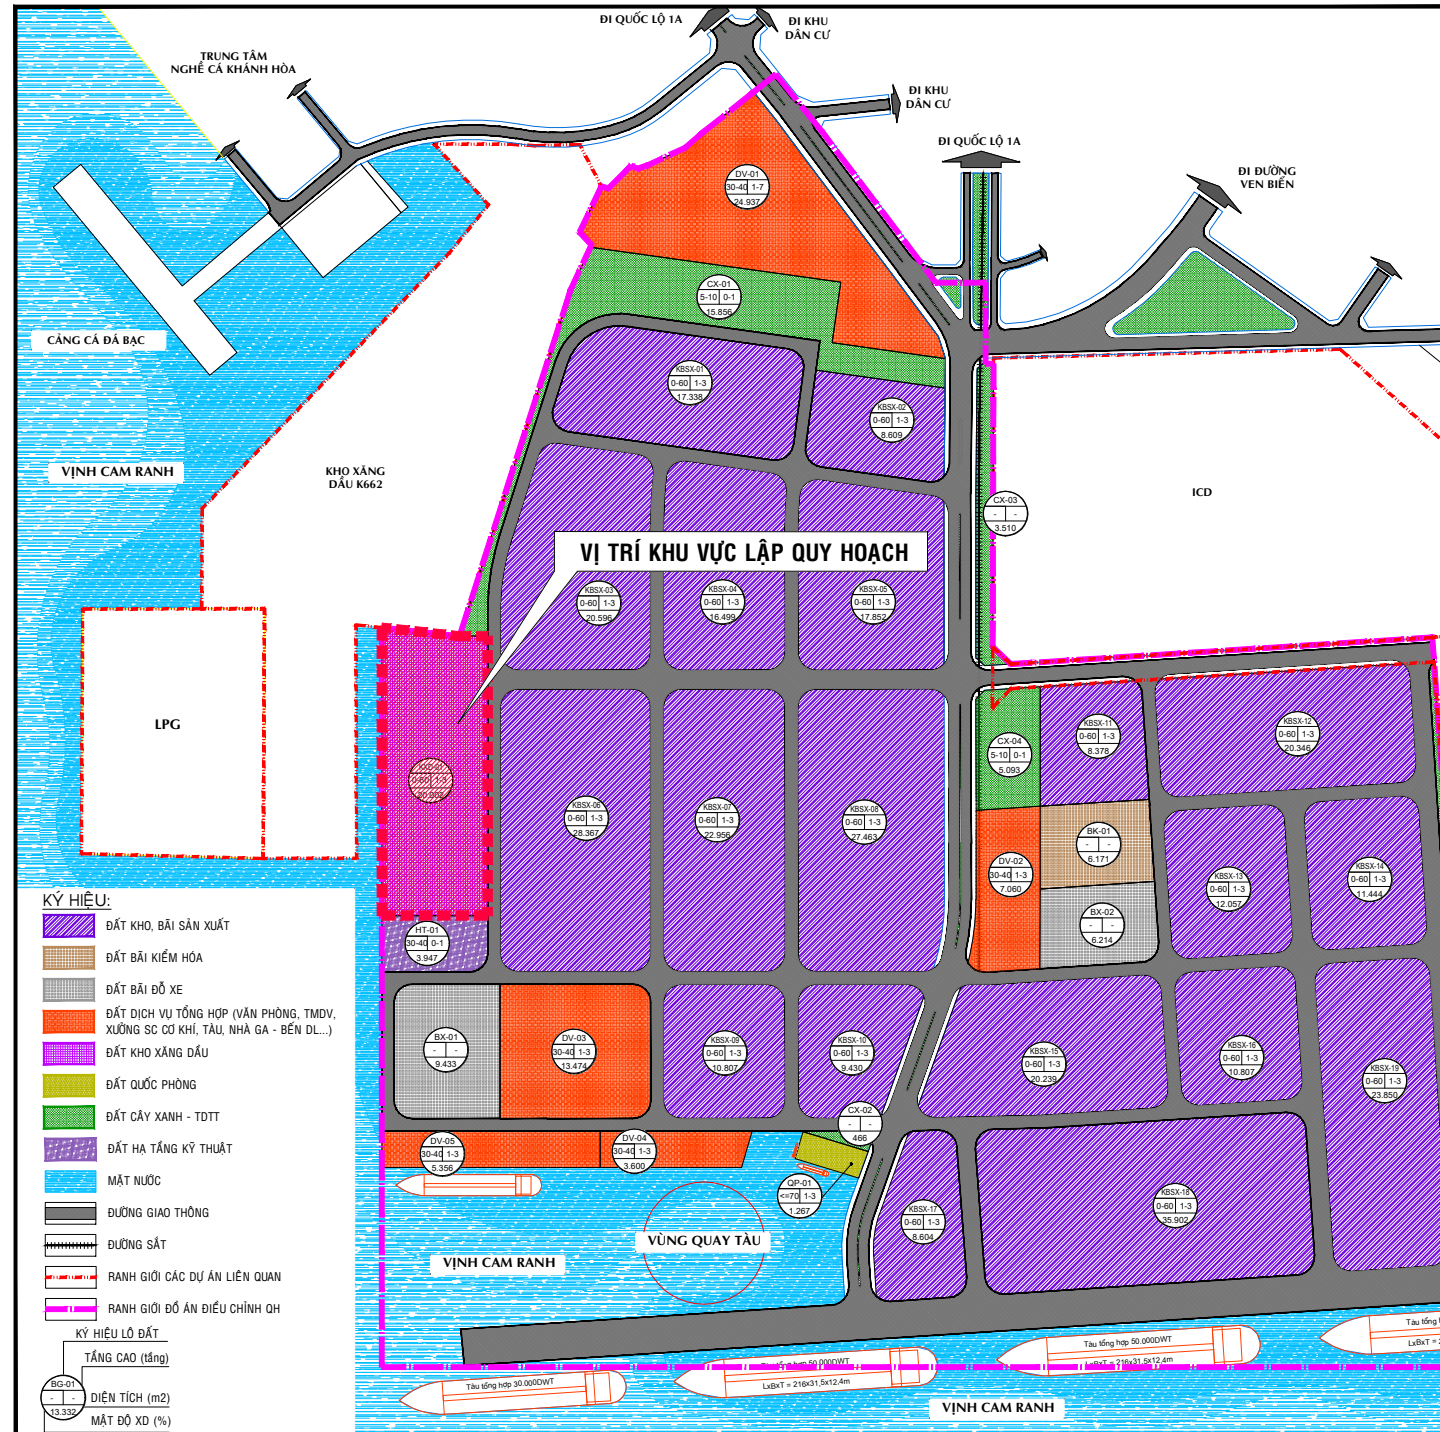 ĐI QUỐC LỘ 1A
ĐI KHU
DÂN CƯ
TRUNG TÂM
NGHỀ CÁ KHÁNH HÒA
ĐI KHU
DÂN CƯ
ĐI QUỐC LỘ 1A
ĐI ĐƯỜNG
VEN BIỂN
DV-01
30-40 1-7
24.937
CX-01
5-10 0-1
15.856
CẢNG CÁ ĐÁ BẠC
KBSX-01
0-60 1-3
17.338
KBSX-02
0-60 1-3
8.609
VỊNH CAM RANH
KHO XĂNG
DẦU K662
ICD
CX-03
- -
3.510
VỊ TRÍ KHU VỰC LẬP QUY HOẠCH
KBSX-03
0-60 1-3
20.596
KBSX-04
0-60 1-3
16.499
KBSX-05
0-60 1-3
17.852
LPG
KBSX-11
0-60 1-3
8.378
KBSX-12
0-60 1-3
20.346
CX-04
5-10 0-1
5.093
KXD-01
0-60 1-3
20.002
KBSX-06
0-60 1-3
28.367
KBSX-07
0-60 1-3
22.956
KBSX-08
0-60 1-3
27.463
BK-01
- -
6.171
DV-02
30-40 1-3
7.060
KBSX-13
0-60 1-3
12.057
KBSX-14
0-60 1-3
11.444
BX-02
- -
6.214
HT-01
30-40 0-1
3.947
BX-01
- -
9.433
DV-03
30-40 1-3
13.474
KBSX-09
0-60 1-3
10.807
KBSX-10
0-60 1-3
9.430
KBSX-15
0-60 1-3
20.239
KBSX-16
0-60 1-3
10.807
KBSX-19
0-60 1-3
23.850
CX-02
- -
466
DV-05
30-40 1-3
5.356
DV-04
30-40 1-3
3.600
QP-01
<=70 1-3
1.267
KBSX-17
0-60 1-3
8.604
KBSX-18
0-60 1-3
35.902
VÙNG QUAY TÀU
VỊNH CAM RANH
Tàu tổng hợp 30.000DWT
Tàu tổng hợp 50.000DWT
LxBxT = 216x31,5x12,4m
Tàu tổng hợp 50.000DWT
LxBxT = 216x31,5x12,4m
Tàu tổng
LxBxT =
VỊNH CAM RANH
KÝ HIỆU:
ĐẤT KHO, BÃI SẢN XUẤT
ĐẤT BÃI KIỂM HÓA
ĐẤT BÃI ĐỖ XE
ĐẤT DỊCH VỤ TỔNG HỢP (VĂN PHÒNG, TMDV,
XƯỞNG SC CƠ KHÍ, TÀU, NHÀ GA - BẾN DL...)
ĐẤT KHO XĂNG DẦU
ĐẤT QUỐC PHÒNG
ĐẤT CÂY XANH - TDTT
ĐẤT HẠ TẦNG KỸ THUẬT
MẶT NƯỚC
ĐƯỜNG GIAO THÔNG
ĐƯỜNG SẮT
RANH GIỚI CÁC DỰ ÁN LIÊN QUAN
RANH GIỚI ĐỒ ÁN ĐIỀU CHỈNH QH
KÝ HIỆU LÔ ĐẤT
TẦNG CAO (tầng)
BG-01
- -
13.332
DIỆN TÍCH (m2)
MẬT ĐỘ XD (%)